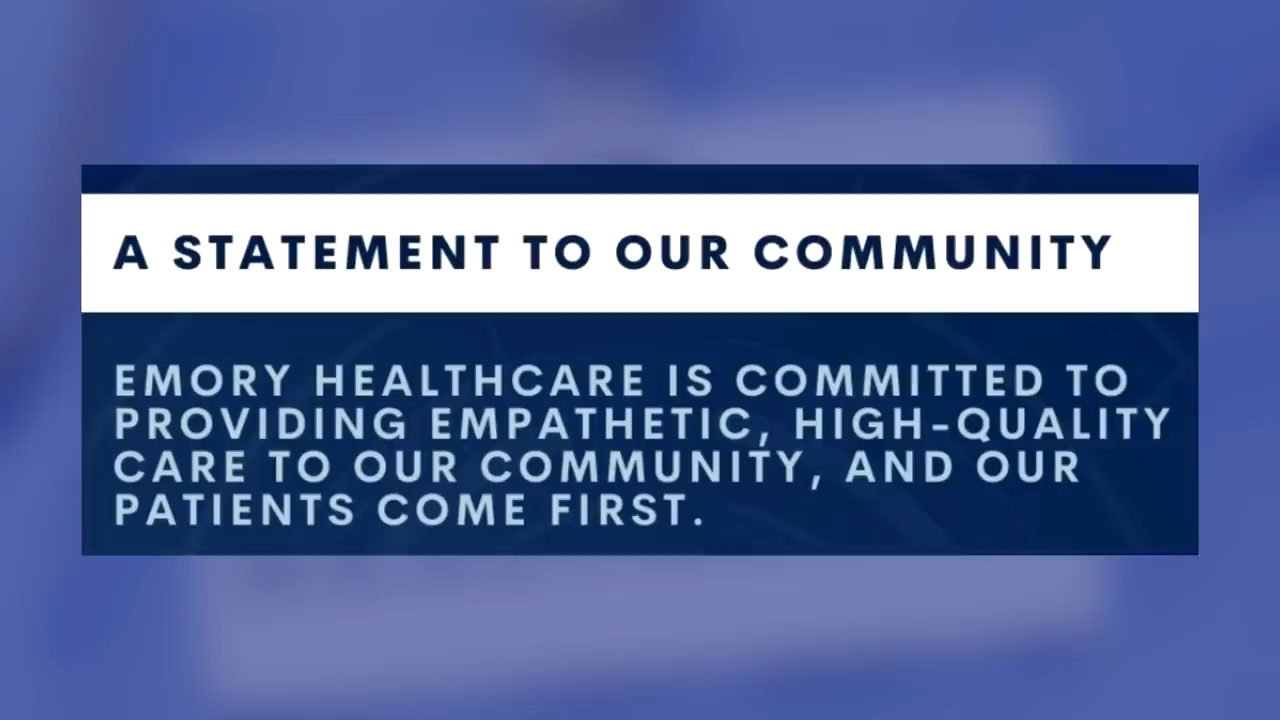 A STATEMENT TO OUR COMMUNITY
EMORY HEALTHCARE IS COMMITTED TO
PROVIDING EMPATHETIC, HIGH-QUALITY
CARE TO OUR COMMUNITY, AND OUR
PATIENTS COME FIRST.